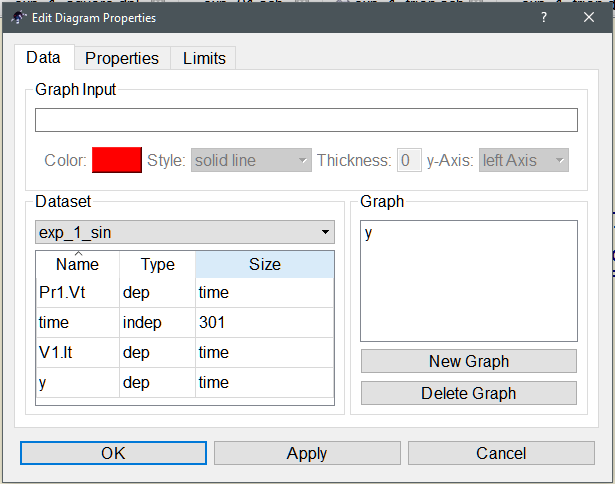 Edit Diagram Properties
Data Properties Limits
Graph Input
Color: Style: solid line Thickness: 0 y-Axis: left Axis
Dataset
exp_1_sin
Name Type Size
Pr1.Vt dep time
time indep 301
V1.It dep time
y dep time
Graph
y
New Graph
Delete Graph
OK Apply Cancel